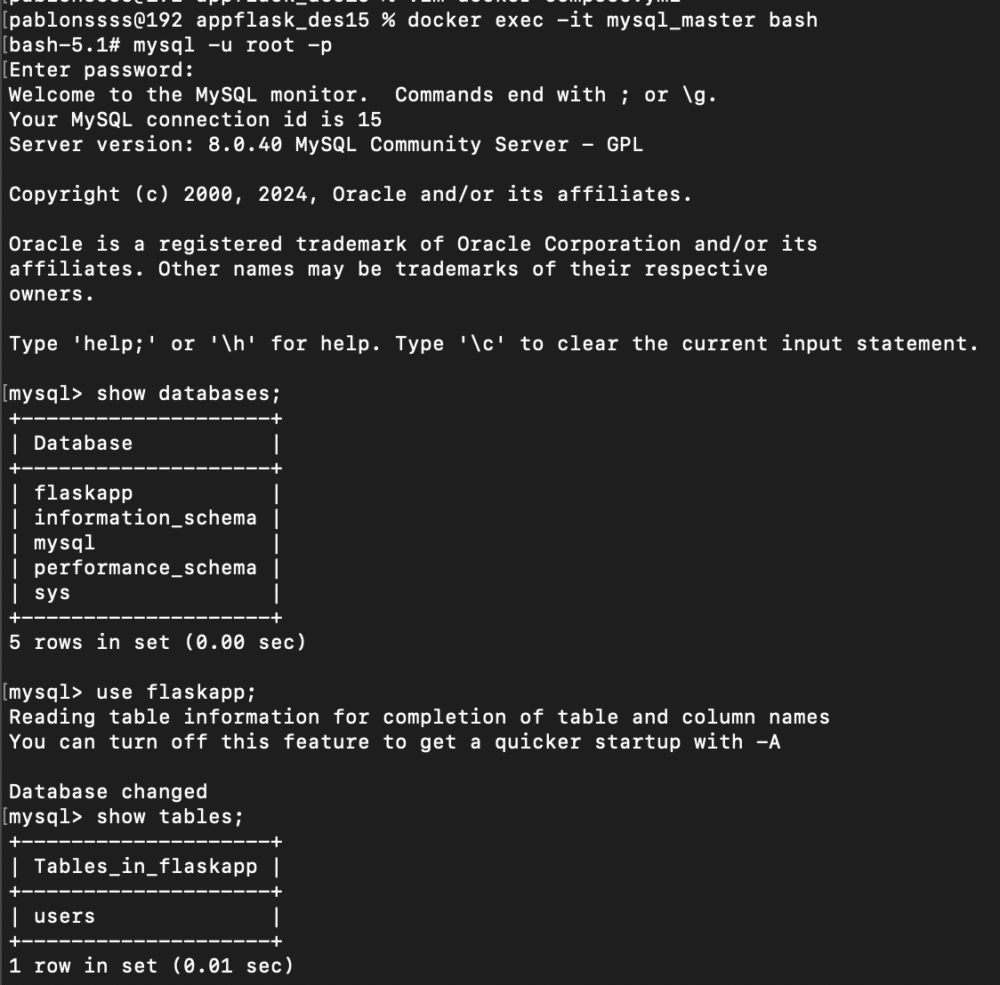 [pablonssss@192 appflask_des15 % docker exec -it mysql_master bash
[bash-5.1# mysql -u root -p
[Enter password:
Welcome to the MySQL monitor.  Commands end with ; or \g.
Your MySQL connection id is 15
Server version: 8.0.40 MySQL Community Server - GPL

Copyright (c) 2000, 2024, Oracle and/or its affiliates.

Oracle is a registered trademark of Oracle Corporation and/or its
affiliates. Other names may be trademarks of their respective
owners.

Type 'help;' or '\h' for help. Type '\c' to clear the current input statement.

[mysql> show databases;
+--------------------+
| Database           |
+--------------------+
| flaskapp           |
| information_schema |
| mysql              |
| performance_schema |
| sys                |
+--------------------+
5 rows in set (0.00 sec)

[mysql> use flaskapp;
Reading table information for completion of table and column names
You can turn off this feature to get a quicker startup with -A

Database changed
[mysql> show tables;
+--------------------+
| Tables_in_flaskapp |
+--------------------+
| users              |
+--------------------+
1 row in set (0.01 sec)